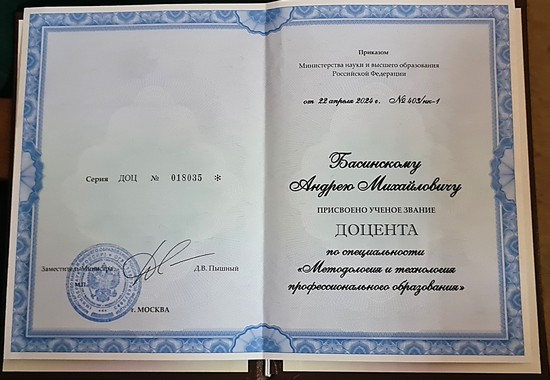 Серия ДОЦ № 018035 *
Заместитель Министра Д.В. Пышный
М.П.
г. МОСКВА
Приказом
Министерства науки и высшего образования
Российской Федерации
от 22 апреля 2024 г. № 403/нк-1
Басинскому
Андрею Михайловичу
ПРИСВОЕНО УЧЕНОЕ ЗВАНИЕ
ДОЦЕНТА
по специальности
«Методология и технология
профессионального образования»